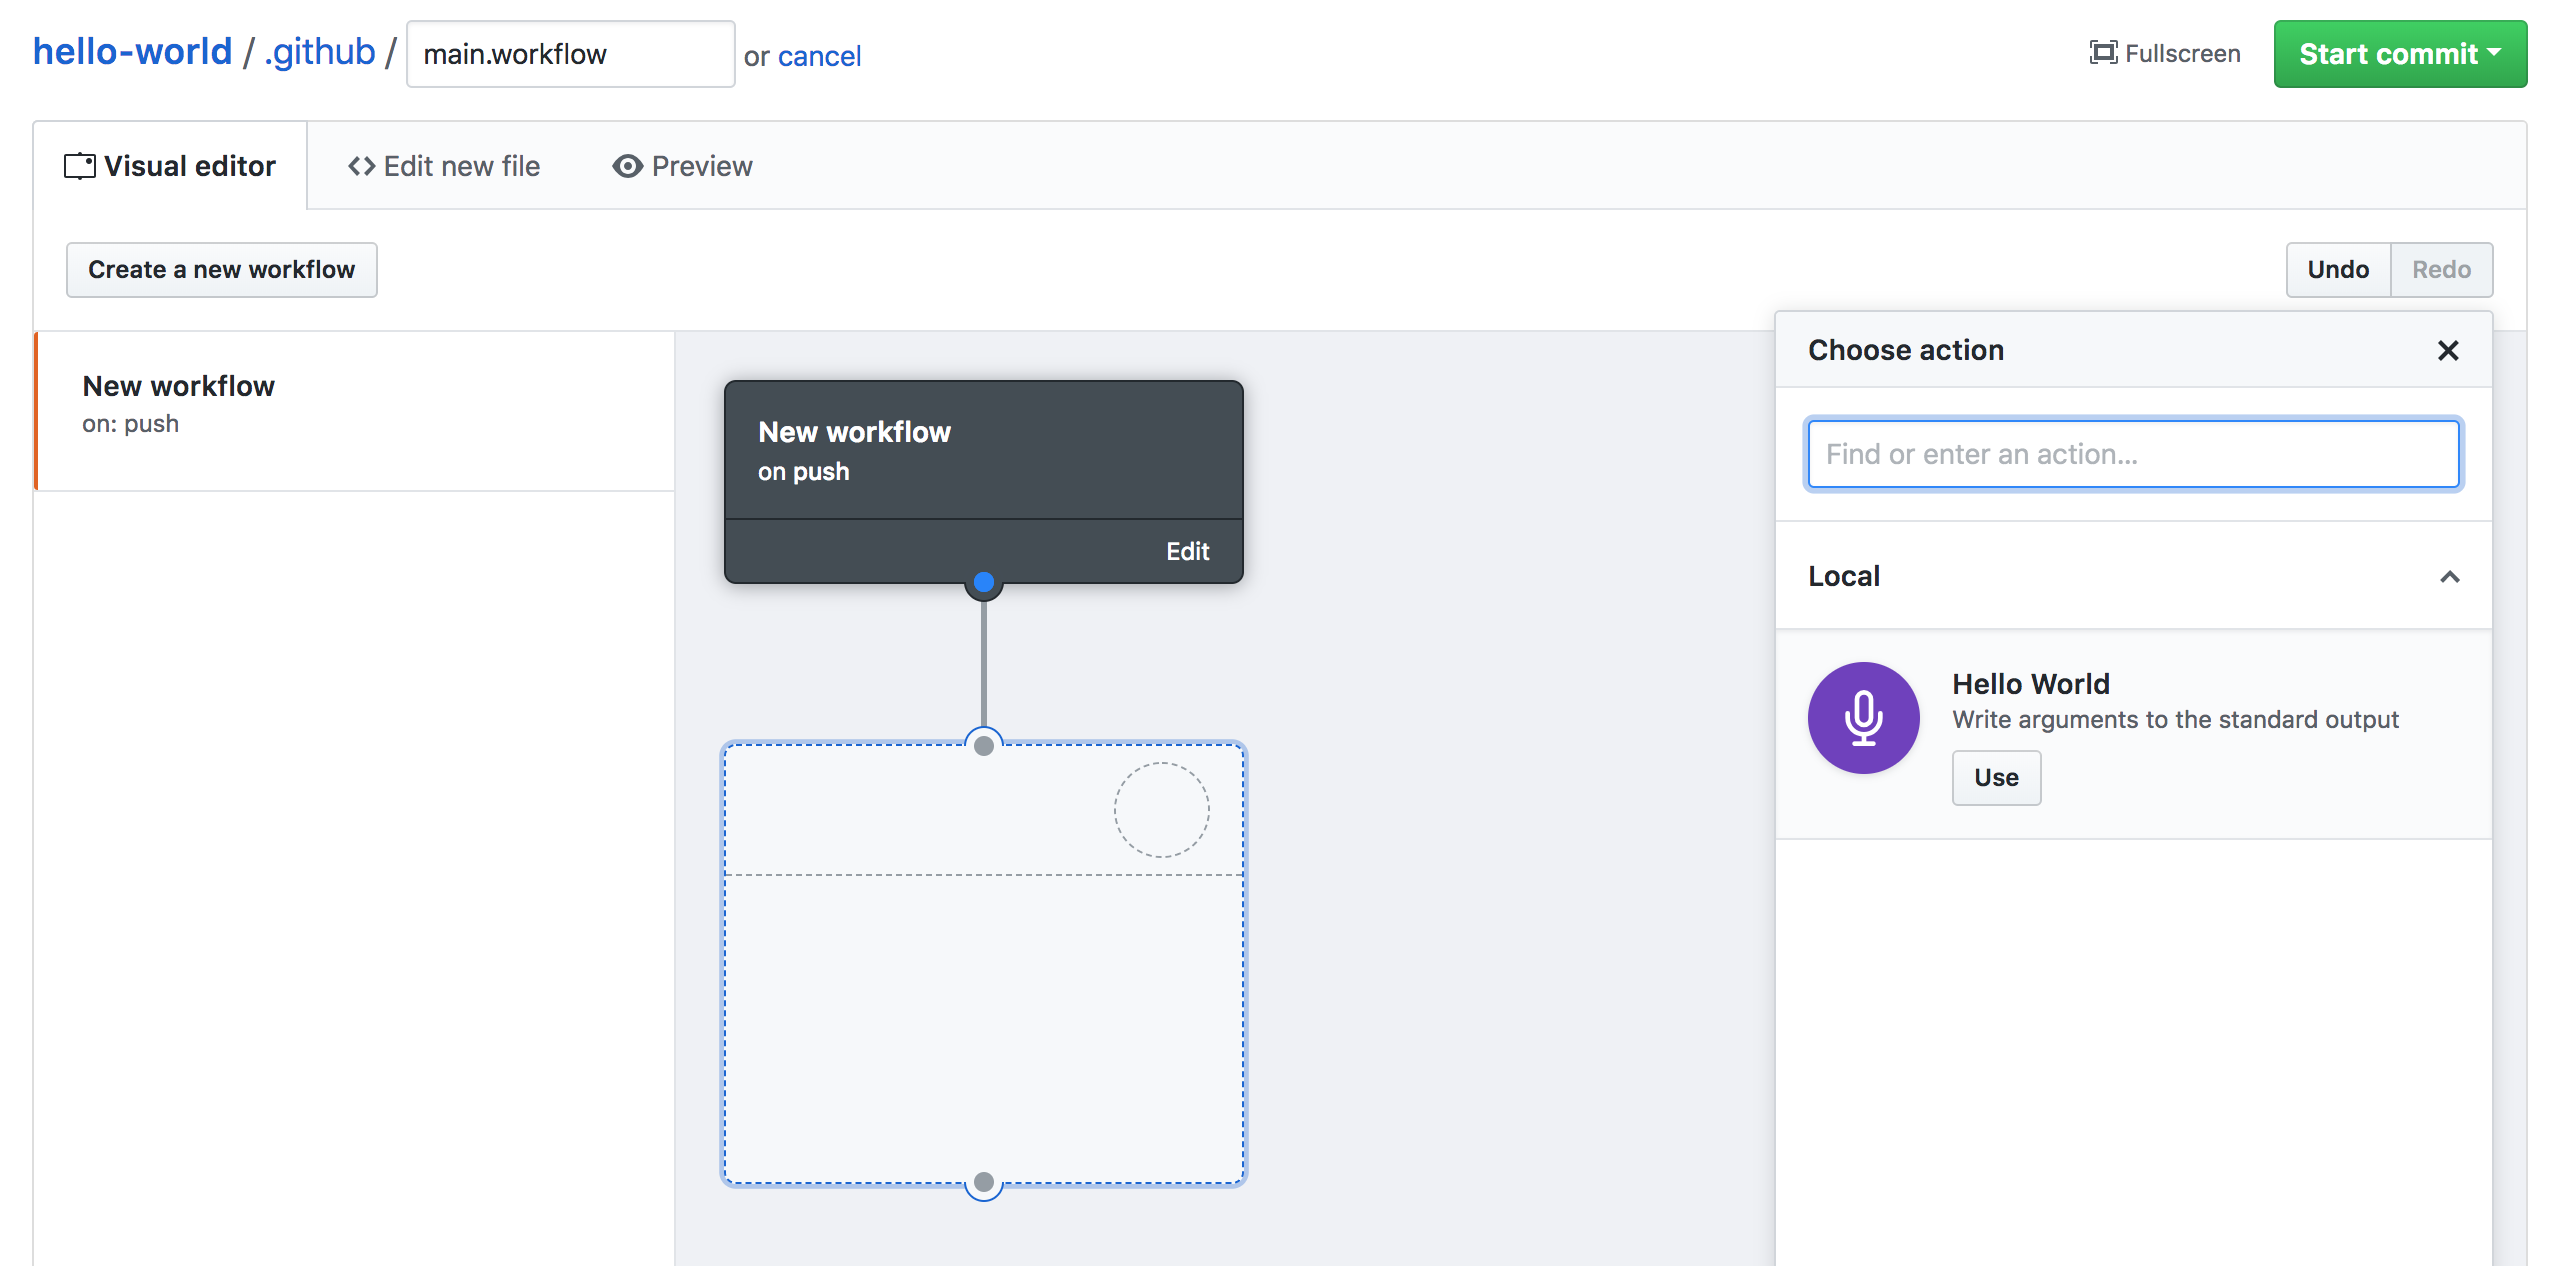 hello-world / .github / main.workflow or cancel
Fullscreen
Start commit
Visual editor
Edit new file
Preview
Create a new workflow
Undo
Redo
New workflow
on: push
New workflow
on push
Edit
Choose action
Find or enter an action...
Local
Hello World
Write arguments to the standard output
Use